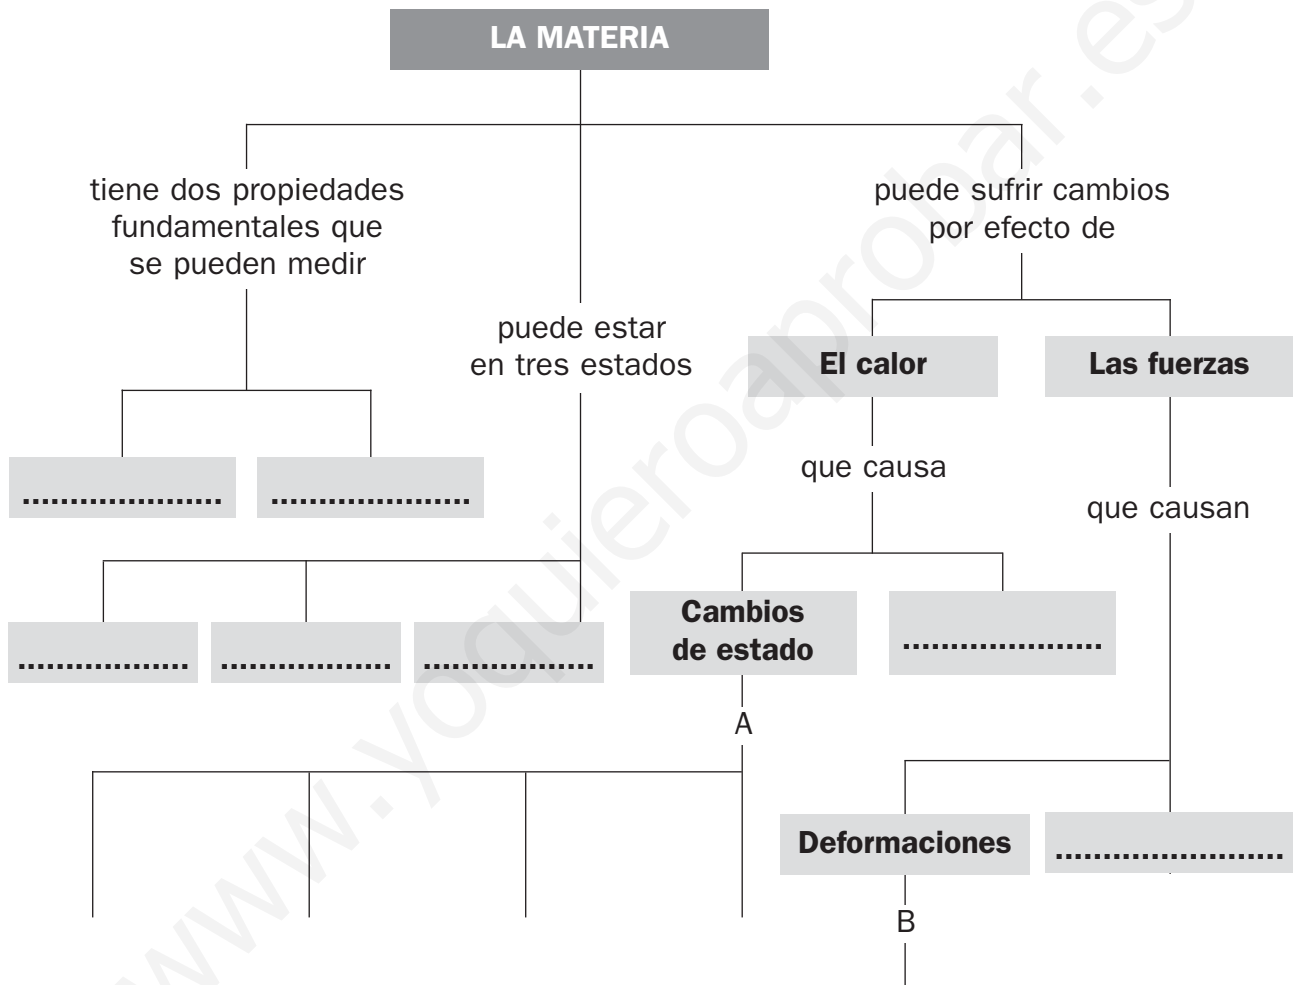 LA MATERIA
tiene dos propiedades
fundamentales que
se pueden medir
puede sufrir cambios
por efecto de
puede estar
en tres estados
El calor
Las fuerzas
que causa
que causan
.....................
.....................
Cambios
de estado
.....................
..................
..................
..................
A
Deformaciones
........................
B
www.yoquieroaprobar.es